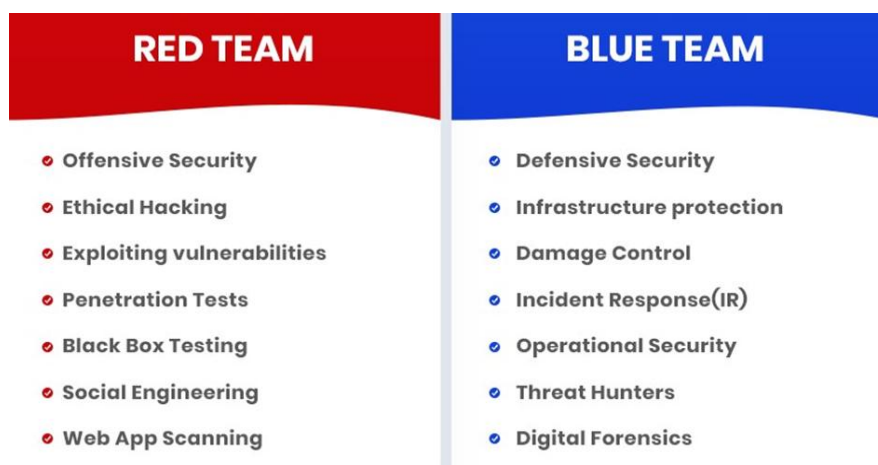 RED TEAM
Offensive Security
Ethical Hacking
Exploiting vulnerabilities
Penetration Tests
Black Box Testing
Social Engineering
Web App Scanning
BLUE TEAM
Defensive Security
Infrastructure protection
Damage Control
Incident Response(IR)
Operational Security
Threat Hunters
Digital Forensics